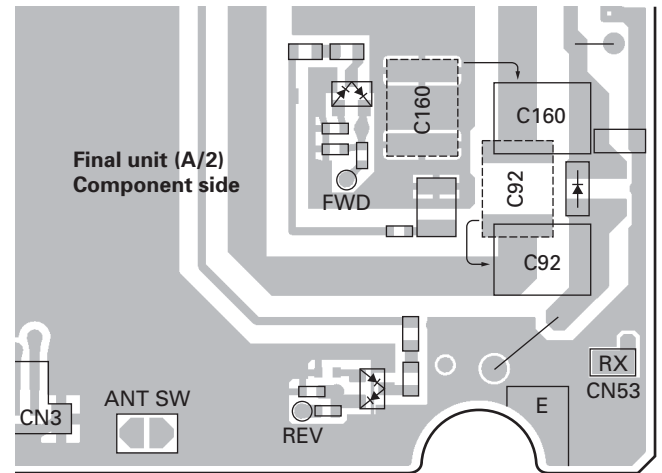 C160
C160
Final unit (A/2)
Component side
C92
FWD
C92
RX
CN53
ANT SW
CN3
E
REV